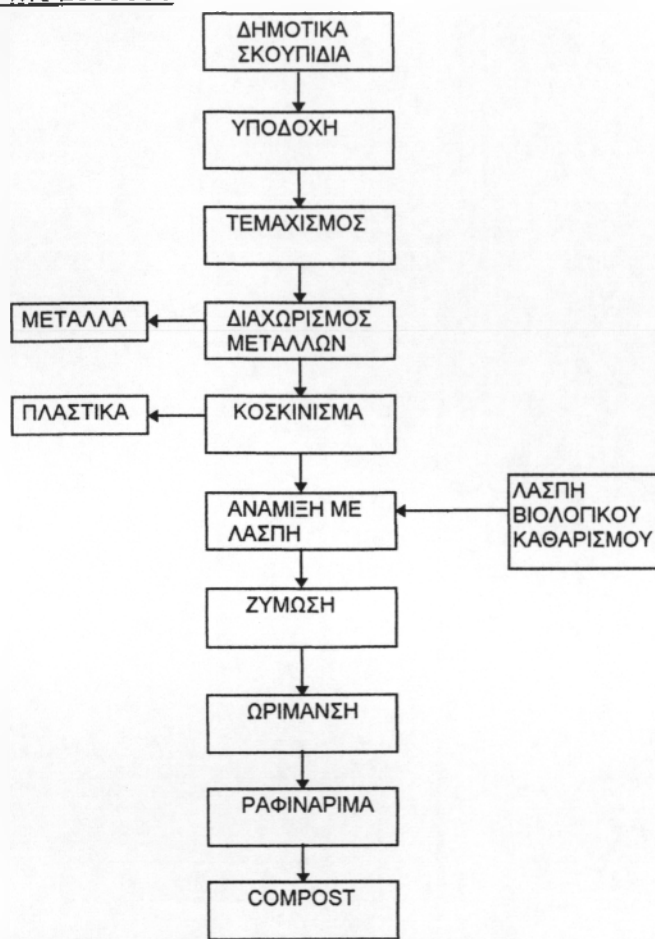 ΔΗΜΟΤΙΚΑ
ΣΚΟΥΠΙΔΙΑ
ΥΠΟΔΟΧΗ
ΤΕΜΑΧΙΣΜΟΣ
ΜΕΤΑΛΛΑ
ΔΙΑΧΩΡΙΣΜΟΣ
ΜΕΤΑΛΛΩΝ
ΠΛΑΣΤΙΚΑ
ΚΟΣΚΙΝΙΣΜΑ
ΑΝΑΜΙΞΗ ΜΕ
ΛΑΣΠΗ
ΛΑΣΠΗ
ΒΙΟΛΟΓΙΚΟΥ
ΚΑΘΑΡΙΣΜΟΥ
ΖΥΜΩΣΗ
ΩΡΙΜΑΝΣΗ
ΡΑΦΙΝΑΡΙΜΑ
COMPOST